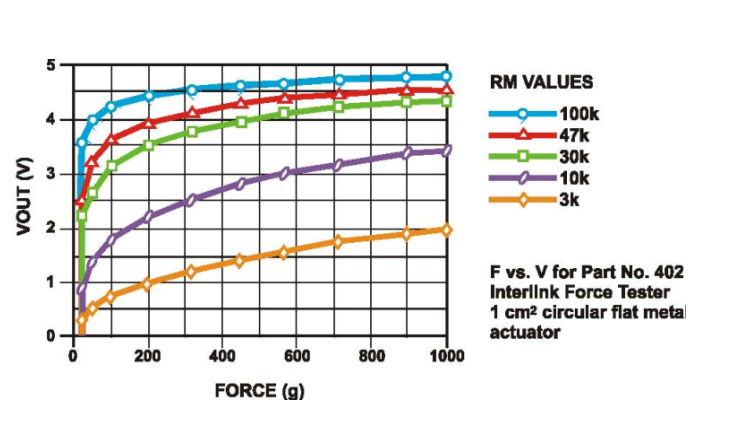 5
4
3
2
1
0
VOUT (V)
0 200 400 600 800 1000
FORCE (g)
RM VALUES
100k
47k
30k
10k
3k
F vs. V for Part No. 402
Interlink Force Tester
1 cm² circular flat metal
actuator